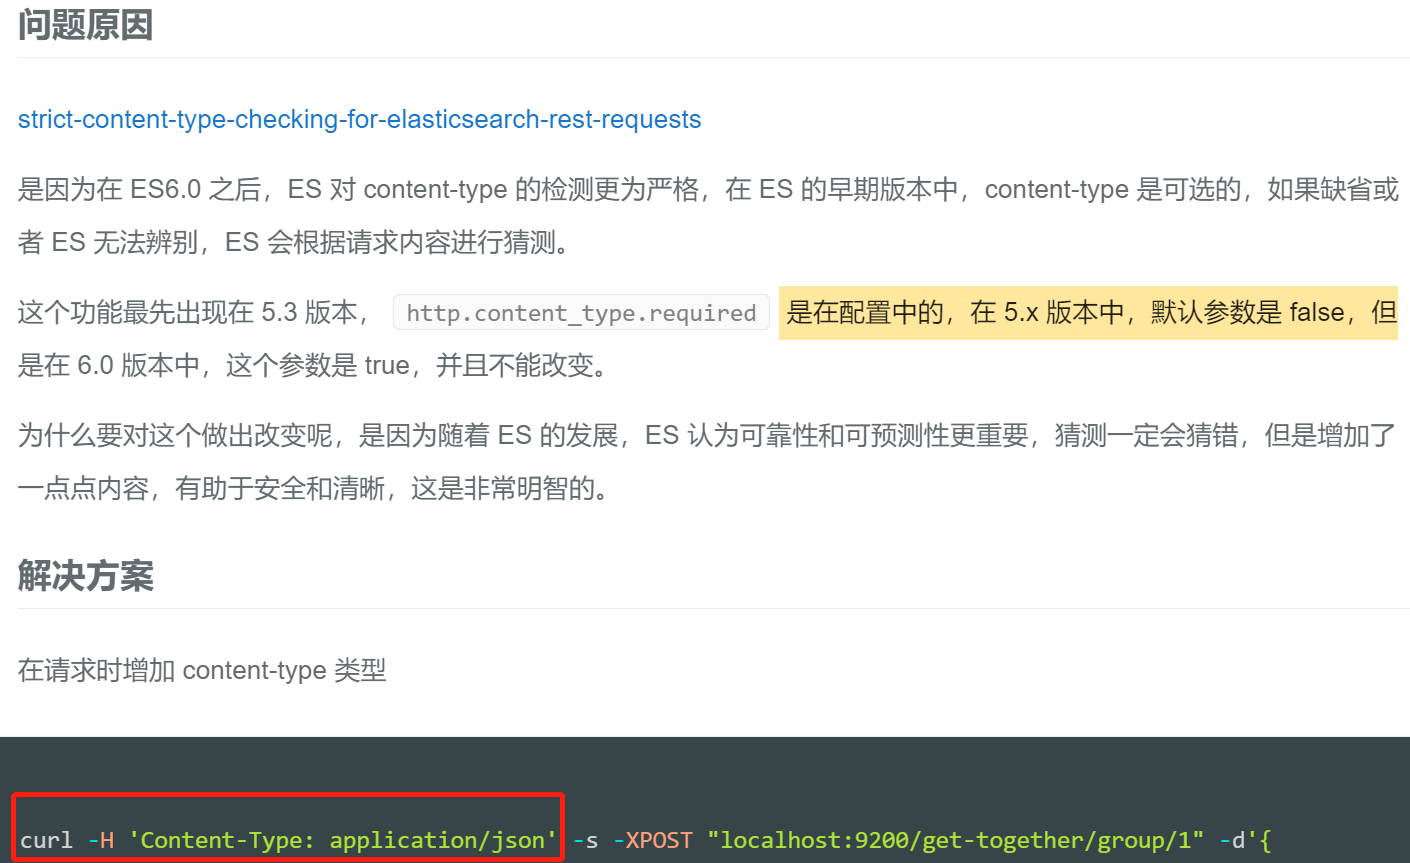 问题原因
strict-content-type-checking-for-elasticsearch-rest-requests
是因为在 ES6.0 之后，ES 对 content-type 的检测更为严格，在 ES 的早期版本中，content-type 是可选的，如果缺省或
者 ES 无法辨别，ES 会根据请求内容进行猜测。
这个功能最先出现在 5.3 版本， http.content_type.required 是在配置中的，在 5.x 版本中，默认参数是 false，但
是在 6.0 版本中，这个参数是 true，并且不能改变。
为什么要对这个做出改变呢，是因为随着 ES 的发展，ES 认为可靠性和可预测性更重要，猜测一定会猜错，但是增加了
一点点内容，有助于安全和清晰，这是非常明智的。
解决方案
在请求时增加 content-type 类型
curl -H 'Content-Type: application/json' -s -XPOST "localhost:9200/get-together/group/1" -d'{